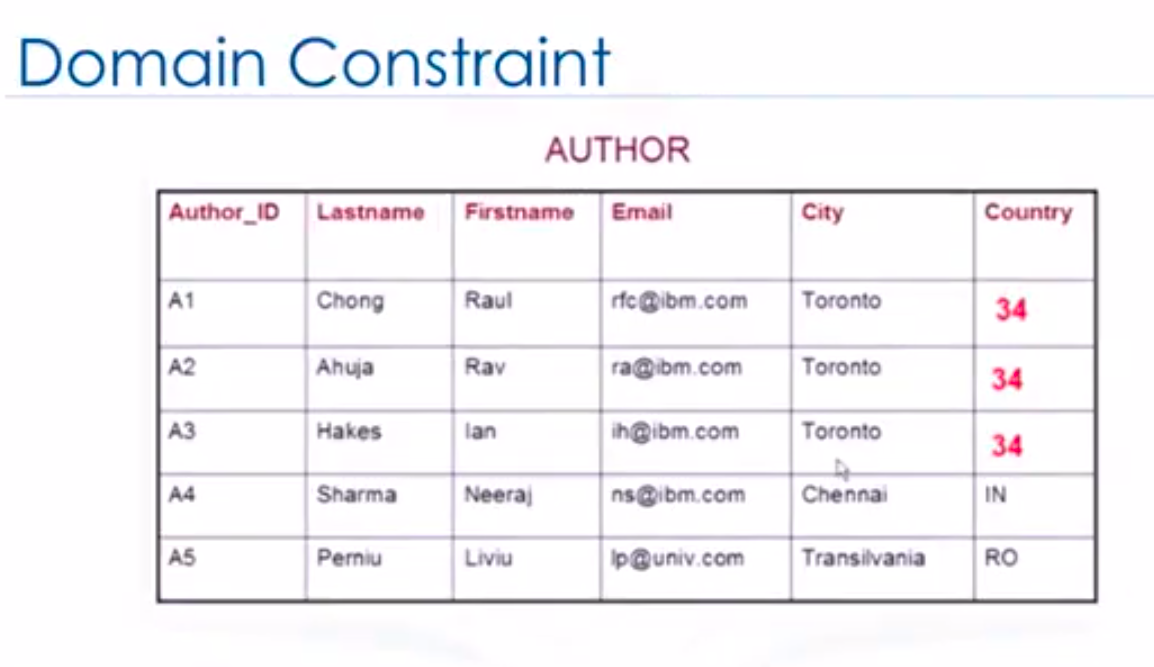 Domain Constraint
AUTHOR
Author_ID Lastname Firstname Email City Country
A1 Chong Raul rfc@ibm.com Toronto 34
A2 Ahuja Rav ra@ibm.com Toronto 34
A3 Hakes Ian ih@ibm.com Toronto 34
A4 Sharma Neeraj ns@ibm.com Chennai IN
A5 Perniu Liviu lp@univ.com Transilvania RO